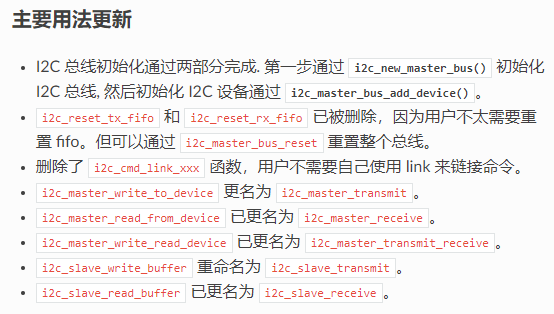 主要用法更新
I2C 总线初始化通过两部分完成. 第一步通过 i2c_new_master_bus() 初始化
I2C 总线, 然后初始化 I2C 设备通过 i2c_master_bus_add_device() 。
i2c_reset_tx_fifo 和 i2c_reset_rx_fifo 已被删除，因为用户不太需要重
置 fifo。但可以通过 i2c_master_bus_reset 重置整个总线。
删除了 i2c_cmd_link_xxx 函数，用户不需要自己使用 link 来链接命令。
i2c_master_write_to_device 更名为 i2c_master_transmit 。
i2c_master_read_from_device 已更名为 i2c_master_receive 。
i2c_master_write_read_device 已更名为 i2c_master_transmit_receive 。
i2c_slave_write_buffer 重命名为 i2c_slave_transmit 。
i2c_slave_read_buffer 已更名为 i2c_slave_receive 。